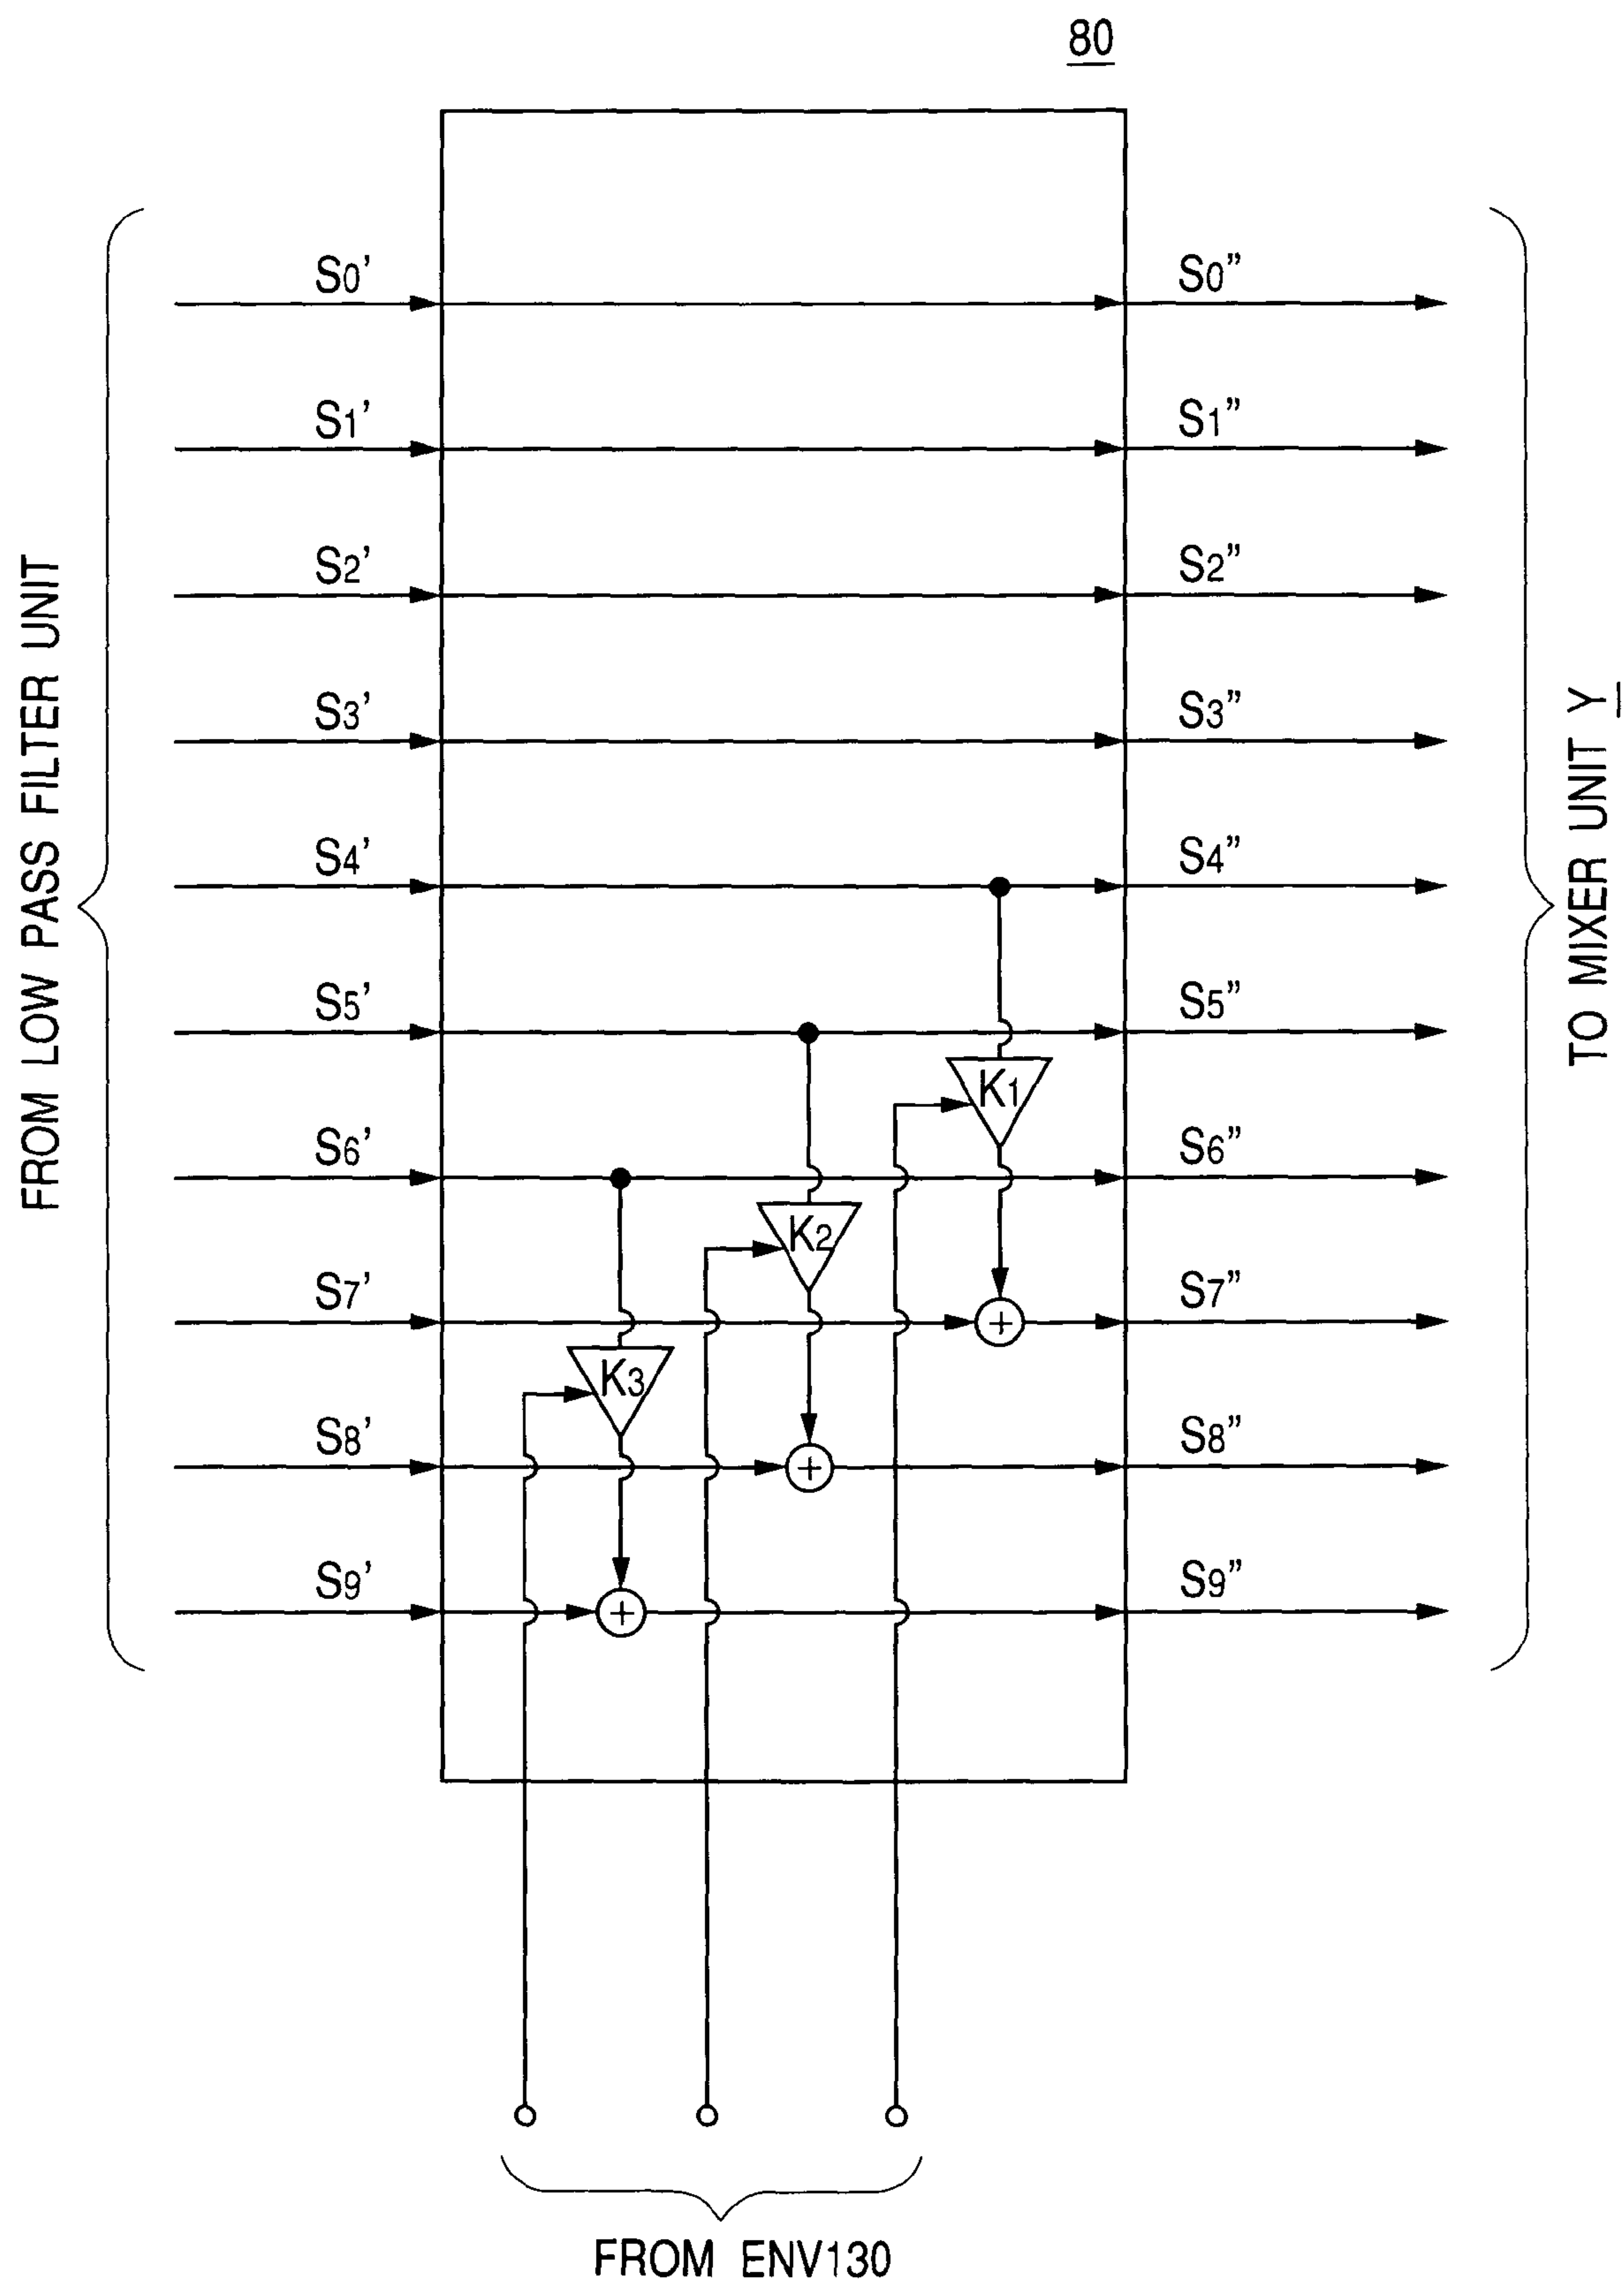 80
FROM LOW PASS FILTER UNIT
S0' S0"
S1' S1"
S2' S2"
S3' S3"
S4' S4"
S5' S5"
K1
S6' S6"
K2
S7' S7"
K3
S8' S8"
S9' S9"
TO MIXER UNIT Y
FROM ENV130